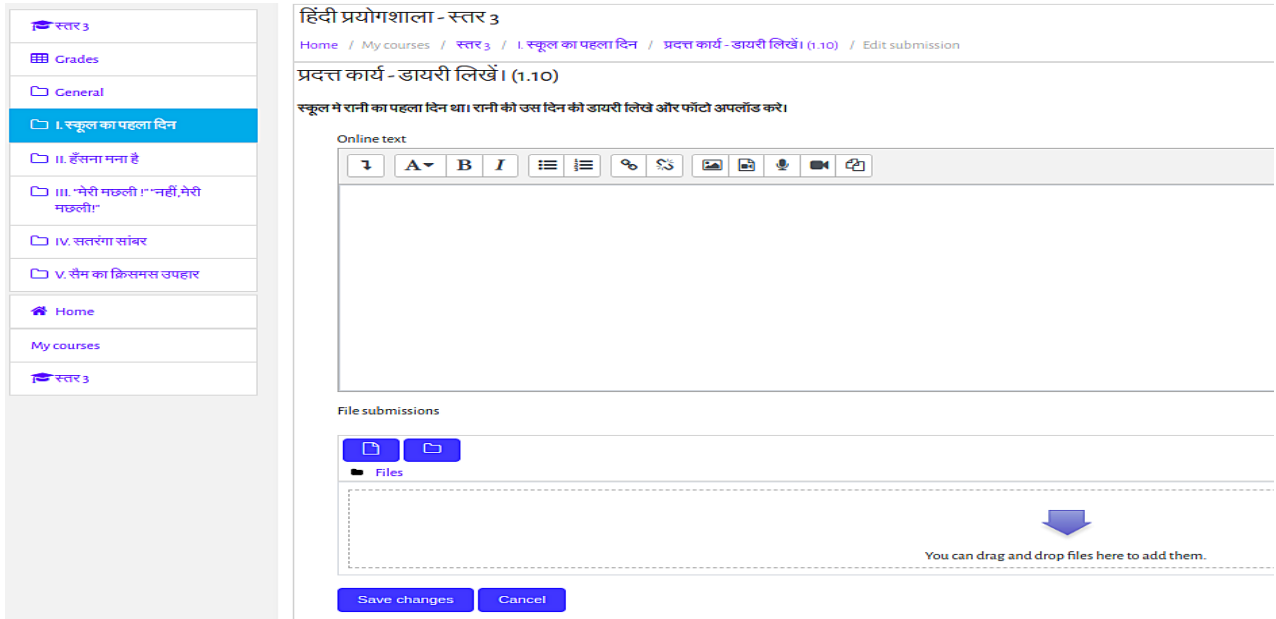 स्तर 3
Grades
General
I. स्कूल का पहला दिन
II. हँसना मना है
III. "मेरी मछली !" "नहीं,मेरी
मछली!"
IV. सतरंगा सांबर
V. सैम का क्रिसमस उपहार
Home
My courses
स्तर 3
हिंदी प्रयोगशाला - स्तर 3
Home / My courses / स्तर 3 / I. स्कूल का पहला दिन / प्रदत्त कार्य - डायरी लिखें। (1.10) / Edit submission
प्रदत्त कार्य - डायरी लिखें। (1.10)
स्कूल मे रानी का पहला दिन था। रानी की उस दिन की डायरी लिखे और फॉटो अपलॉड करे।
Online text
A B I
File submissions
Files
You can drag and drop files here to add them.
Save changes Cancel